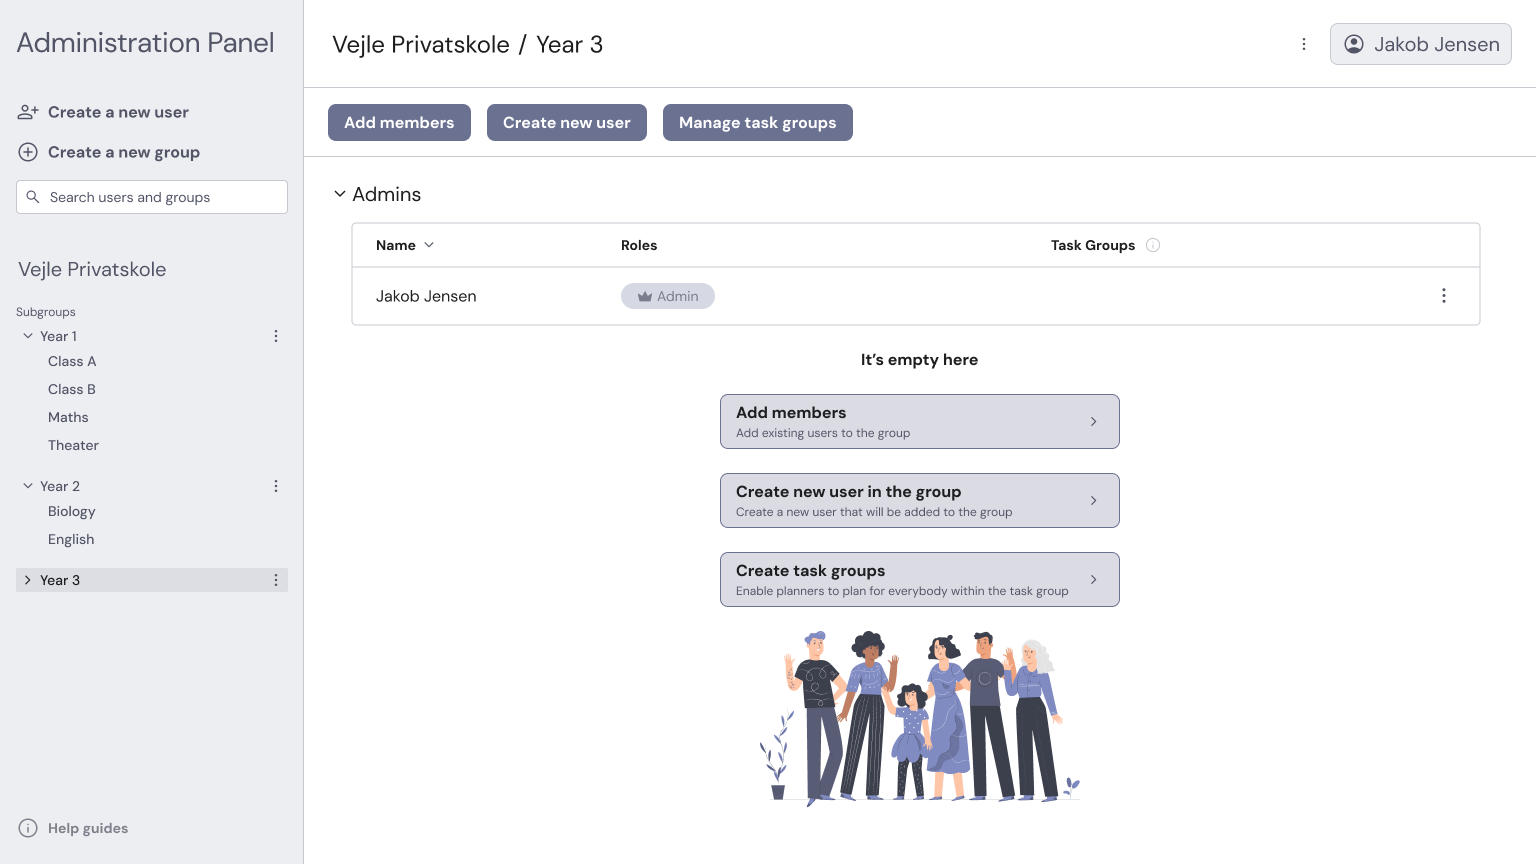 Administration Panel
Create a new user
Create a new group
Search users and groups
Vejle Privatskole
Subgroups
Year 1
Class A
Class B
Maths
Theater
Year 2
Biology
English
Year 3
Help guides
Vejle Privatskole / Year 3
Jakob Jensen
Add members
Create new user
Manage task groups
Admins
Name Roles Task Groups
Jakob Jensen Admin
It’s empty here
Add members
Add existing users to the group
Create new user in the group
Create a new user that will be added to the group
Create task groups
Enable planners to plan for everybody within the task group